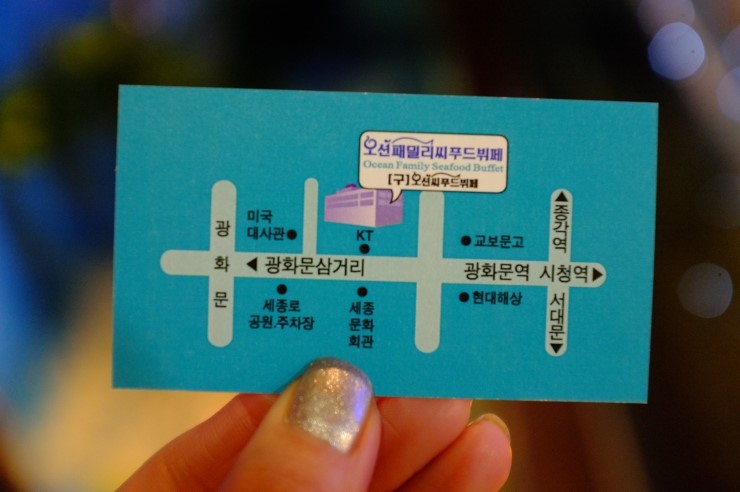 오션패밀리씨푸드뷔페
Ocean Family Seafood Buffet
[구]오션씨푸드뷔페
광
화
문
미국
대사관
KT
교보문고
종각역
광화문삼거리
광화문역
시청역
세종로
공원.주차장
세종
문화
회관
현대해상
서대문